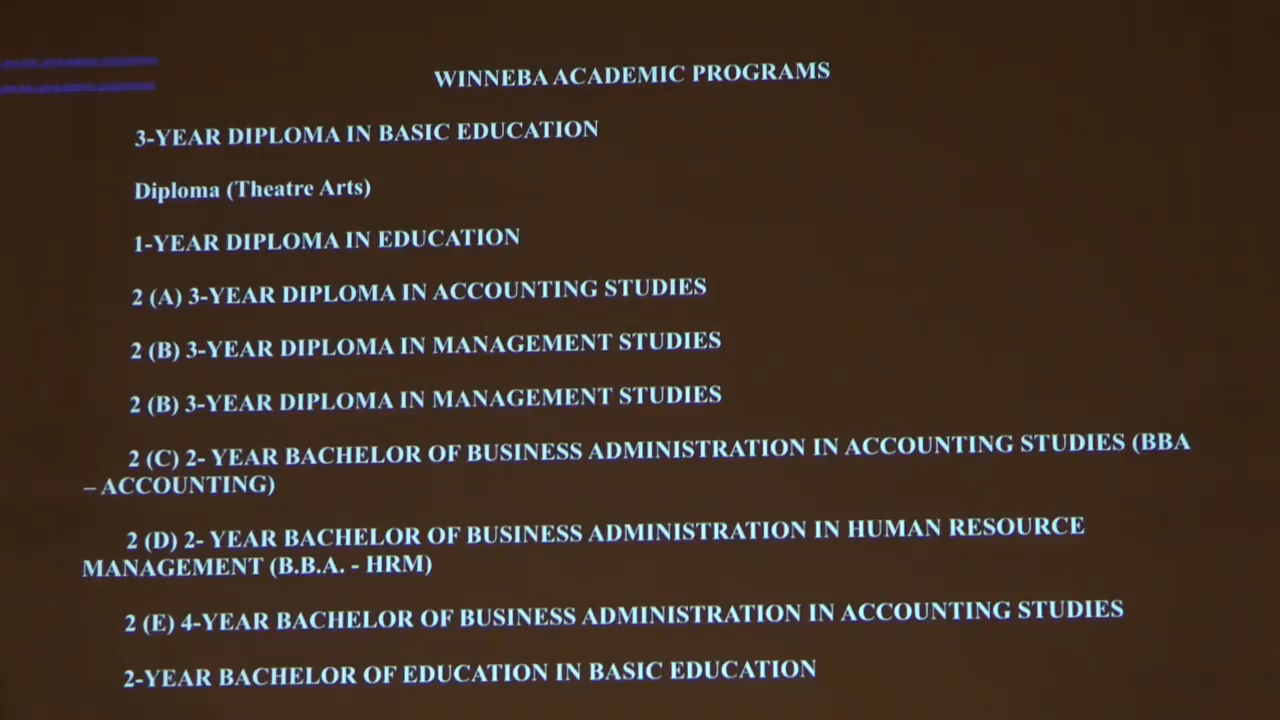 WINNEBA ACADEMIC PROGRAMS
3-YEAR DIPLOMA IN BASIC EDUCATION
Diploma (Theatre Arts)
1-YEAR DIPLOMA IN EDUCATION
2 (A) 3-YEAR DIPLOMA IN ACCOUNTING STUDIES
2 (B) 3-YEAR DIPLOMA IN MANAGEMENT STUDIES
2 (B) 3-YEAR DIPLOMA IN MANAGEMENT STUDIES
2 (C) 2- YEAR BACHELOR OF BUSINESS ADMINISTRATION IN ACCOUNTING STUDIES (BBA
– ACCOUNTING)
2 (D) 2- YEAR BACHELOR OF BUSINESS ADMINISTRATION IN HUMAN RESOURCE
MANAGEMENT (B.B.A. - HRM)
2 (E) 4-YEAR BACHELOR OF BUSINESS ADMINISTRATION IN ACCOUNTING STUDIES
2-YEAR BACHELOR OF EDUCATION IN BASIC EDUCATION